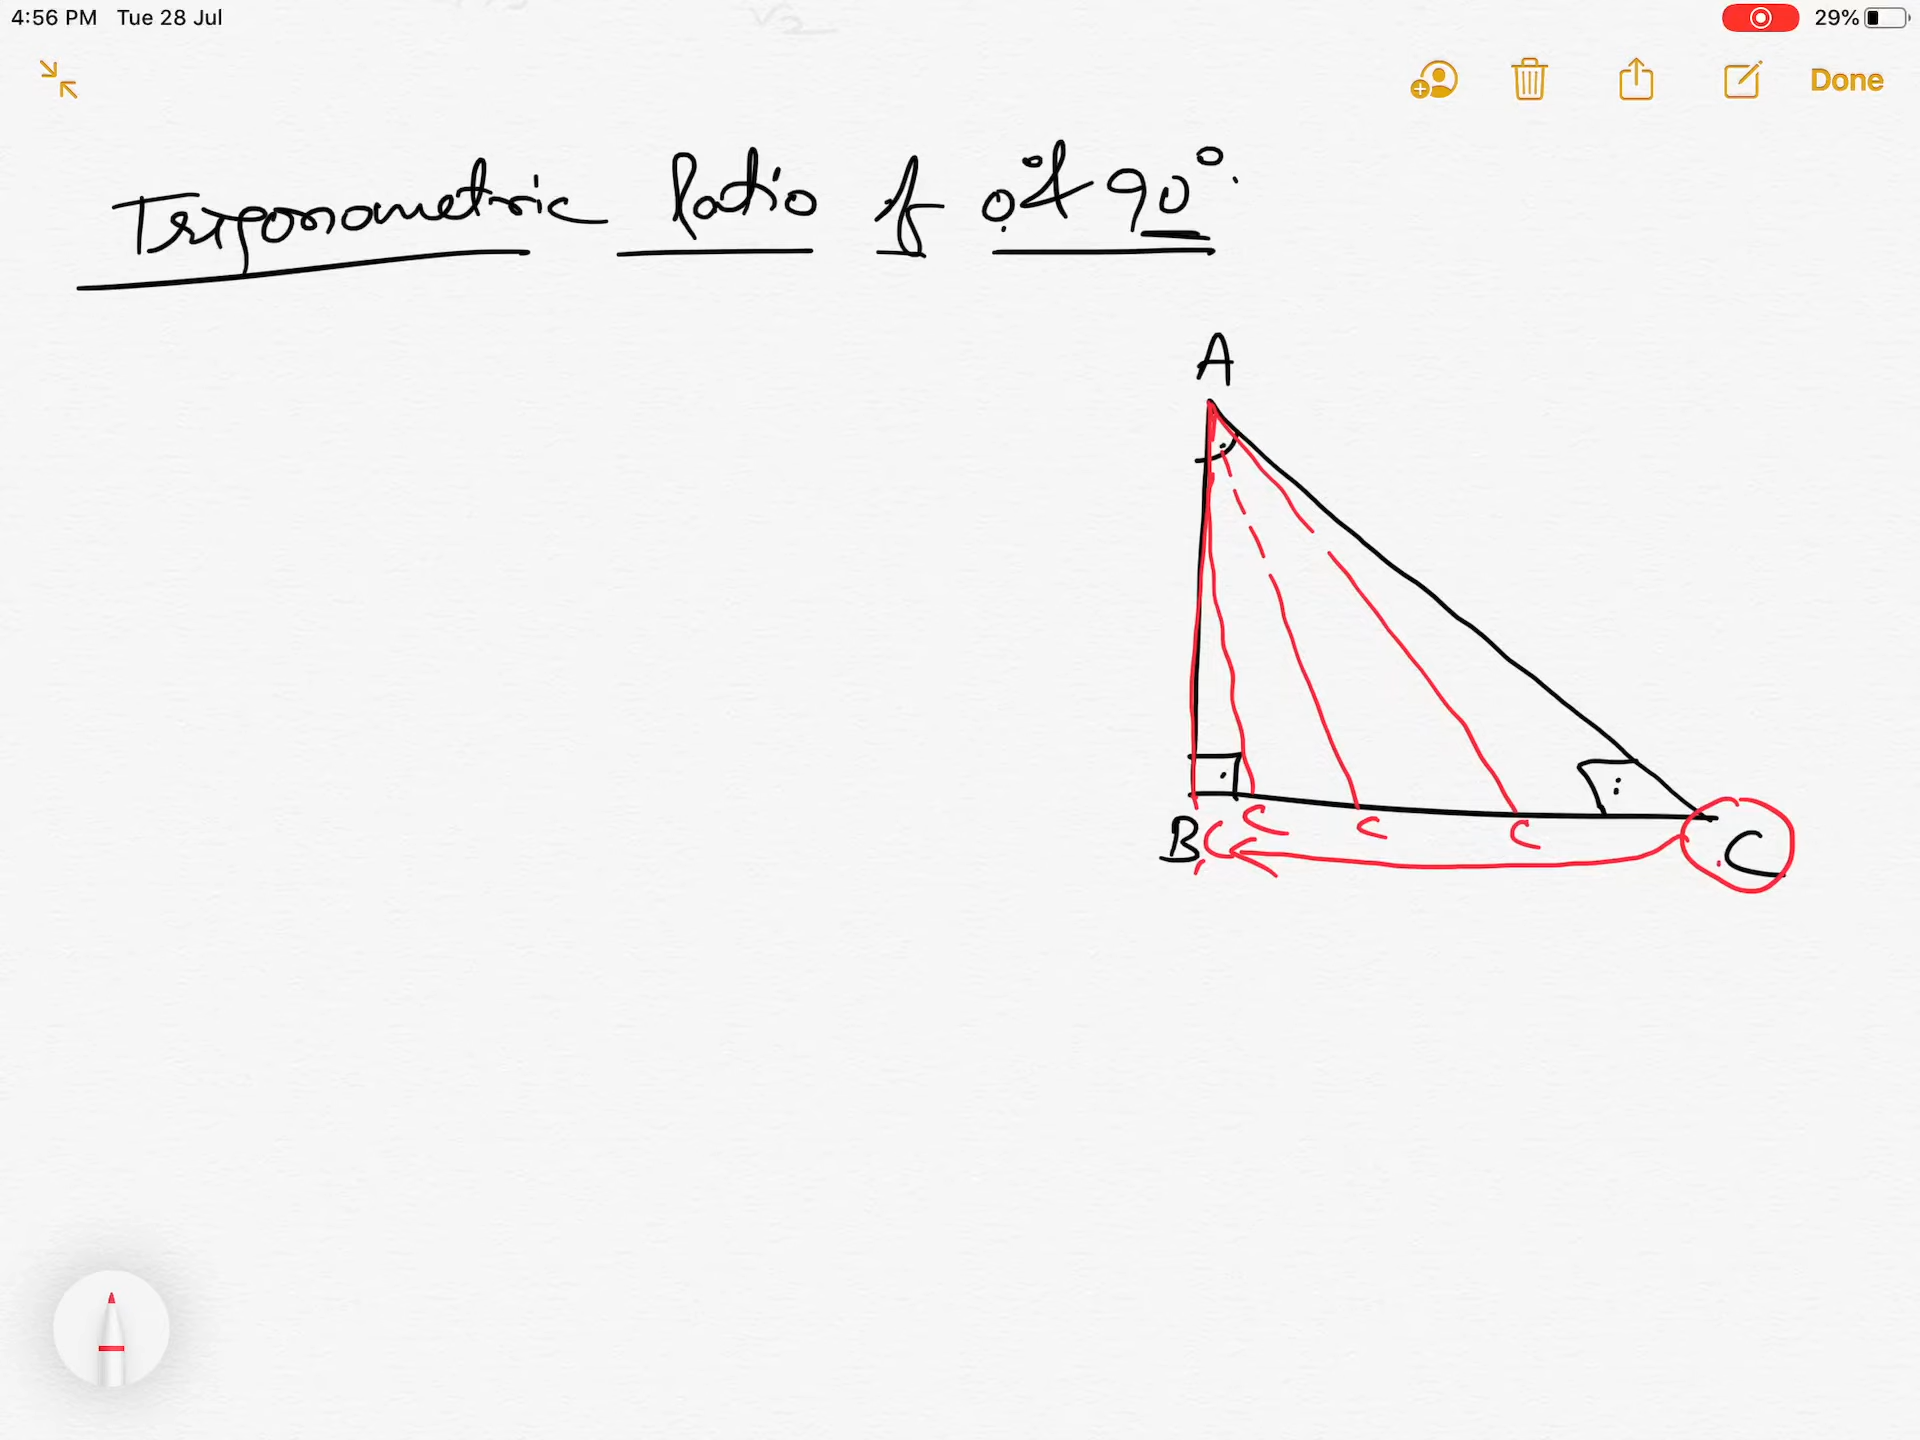 4:56 PM Tue 28 Jul 29%
Done
Trigonometric Ratio of 0° & 90°.
A
B C C C C C